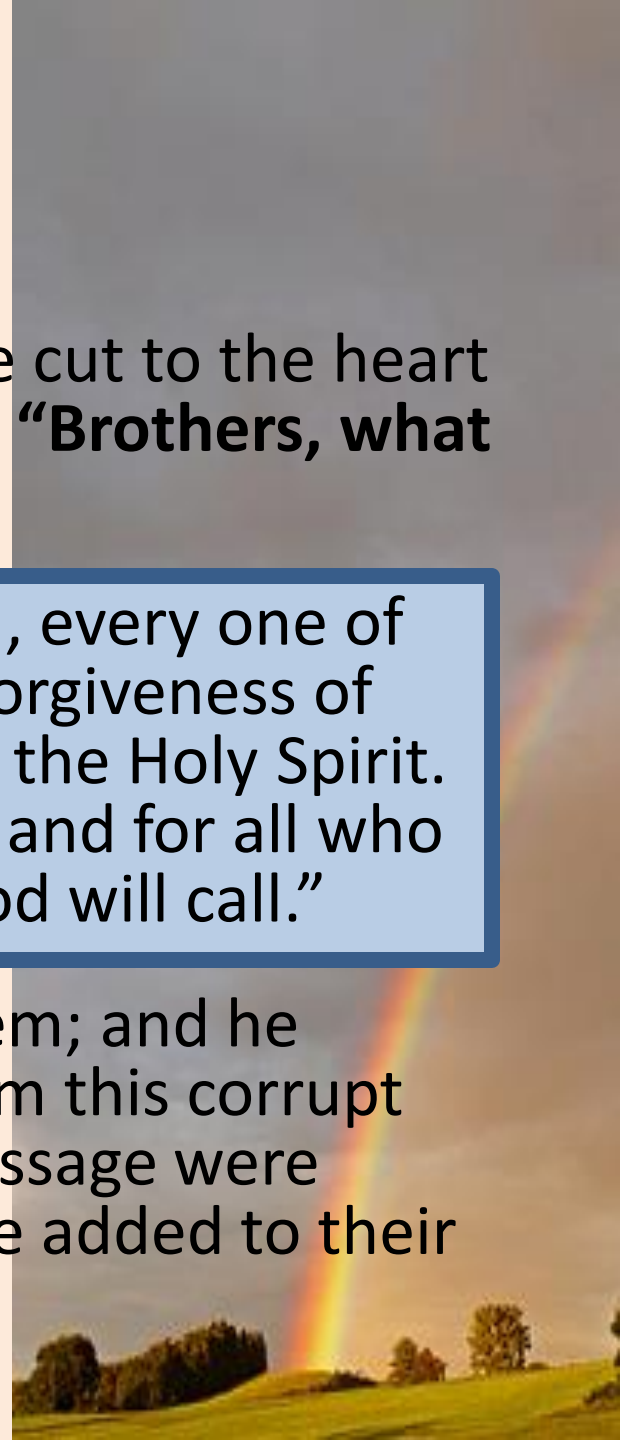 e cut to the heart
“Brothers, what
, every one of
orgiveness of
the Holy Spirit.
and for all who
od will call.”
em; and he
m this corrupt
ssage were
e added to their